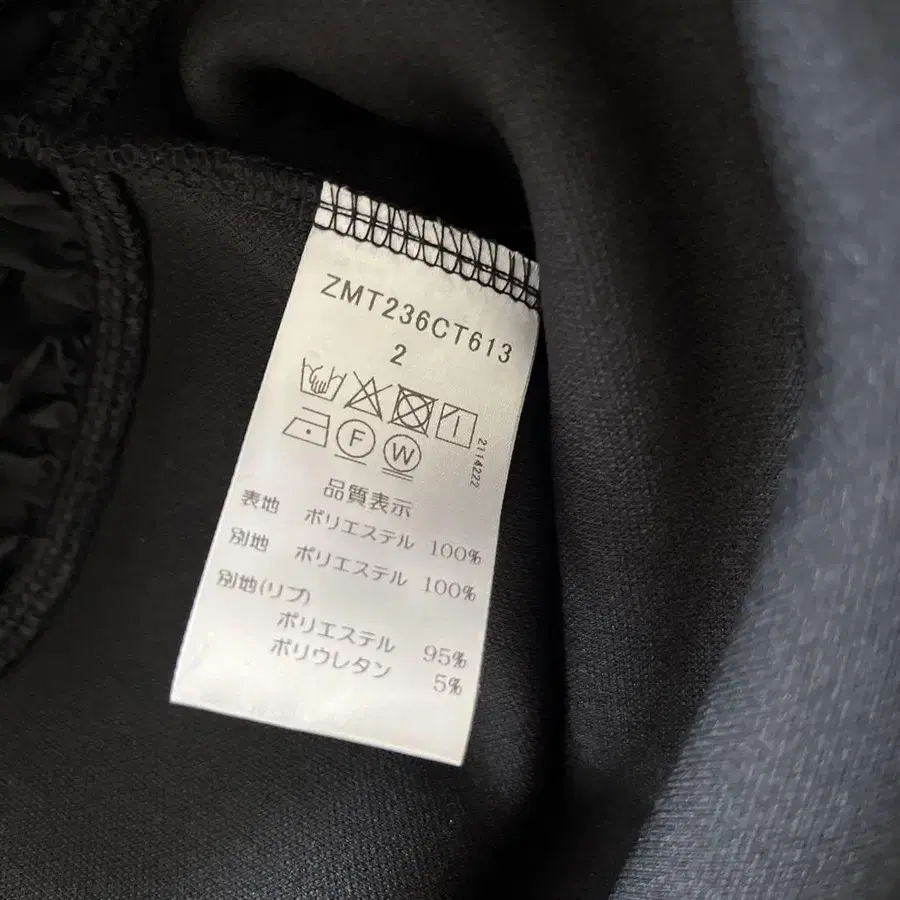 ZMT236CT613
2
F W
2114222
品質表示
表地 ポリエステル 100%
別地 ポリエステル 100%
別地(リブ)
ポリエステル 95%
ポリウレタン 5%